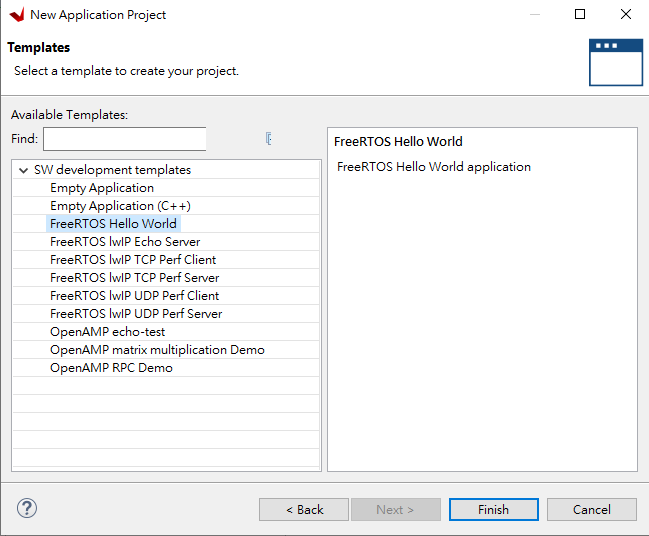 New Application Project
Templates
Select a template to create your project.
Available Templates:
Find:
SW development templates
Empty Application
Empty Application (C++)
FreeRTOS Hello World
FreeRTOS lwIP Echo Server
FreeRTOS lwIP TCP Perf Client
FreeRTOS lwIP TCP Perf Server
FreeRTOS lwIP UDP Perf Client
FreeRTOS lwIP UDP Perf Server
OpenAMP echo-test
OpenAMP matrix multiplication Demo
OpenAMP RPC Demo
FreeRTOS Hello World
FreeRTOS Hello World application
?
< Back
Next >
Finish
Cancel